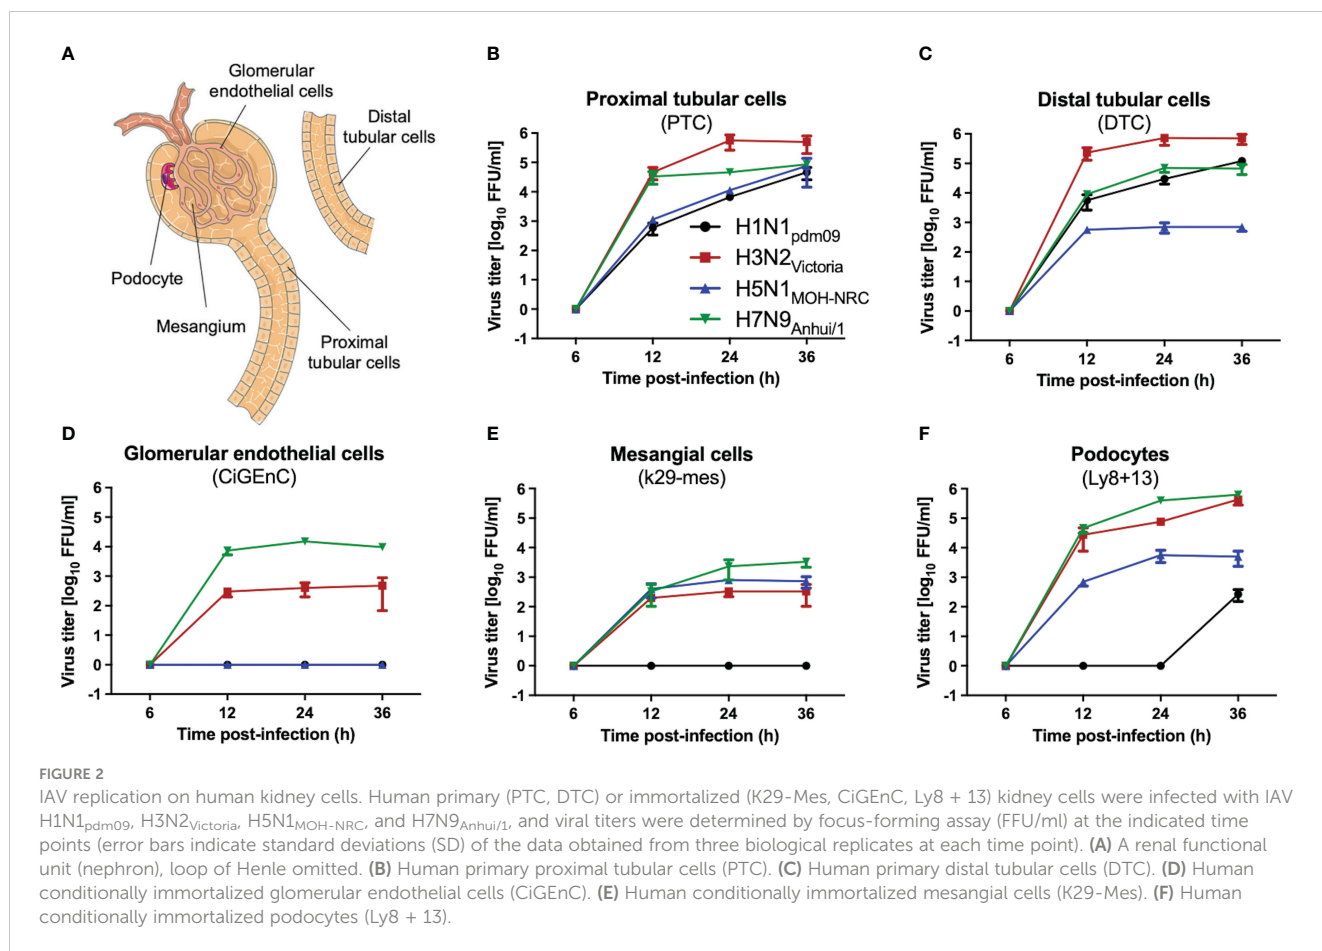 A
Glomerular
endothelial cells
Distal
tubular cells
Podocyte
Mesangium
Proximal
tubular cells
B
Proximal tubular cells
(PTC)
Virus titer [log10 FFU/ml]
6
5
4
3
2
1
0
-1
H1N1pdm09
H3N2Victoria
H5N1MOH-NRC
H7N9Anhui/1
6 12 24 36
Time post-infection (h)
C
Distal tubular cells
(DTC)
Virus titer [log10 FFU/ml]
6
5
4
3
2
1
0
-1
6 12 24 36
Time post-infection (h)
D
Glomerular endothelial cells
(CiGEnC)
Virus titer [log10 FFU/ml]
6
5
4
3
2
1
0
-1
6 12 24 36
Time post-infection (h)
E
Mesangial cells
(k29-mes)
Virus titer [log10 FFU/ml]
6
5
4
3
2
1
0
-1
6 12 24 36
Time post-infection (h)
F
Podocytes
(Ly8+13)
Virus titer [log10 FFU/ml]
6
5
4
3
2
1
0
-1
6 12 24 36
Time post-infection (h)
FIGURE 2
IAV replication on human kidney cells. Human primary (PTC, DTC) or immortalized (K29-Mes, CiGEnC, Ly8 + 13) kidney cells were infected with IAV
H1N1pdm09, H3N2Victoria, H5N1MOH-NRC, and H7N9Anhui/1, and viral titers were determined by focus-forming assay (FFU/ml) at the indicated time
points (error bars indicate standard deviations (SD) of the data obtained from three biological replicates at each time point). (A) A renal functional
unit (nephron), loop of Henle omitted. (B) Human primary proximal tubular cells (PTC). (C) Human primary distal tubular cells (DTC). (D) Human
conditionally immortalized glomerular endothelial cells (CiGEnC). (E) Human conditionally immortalized mesangial cells (K29-Mes). (F) Human
conditionally immortalized podocytes (Ly8 + 13).